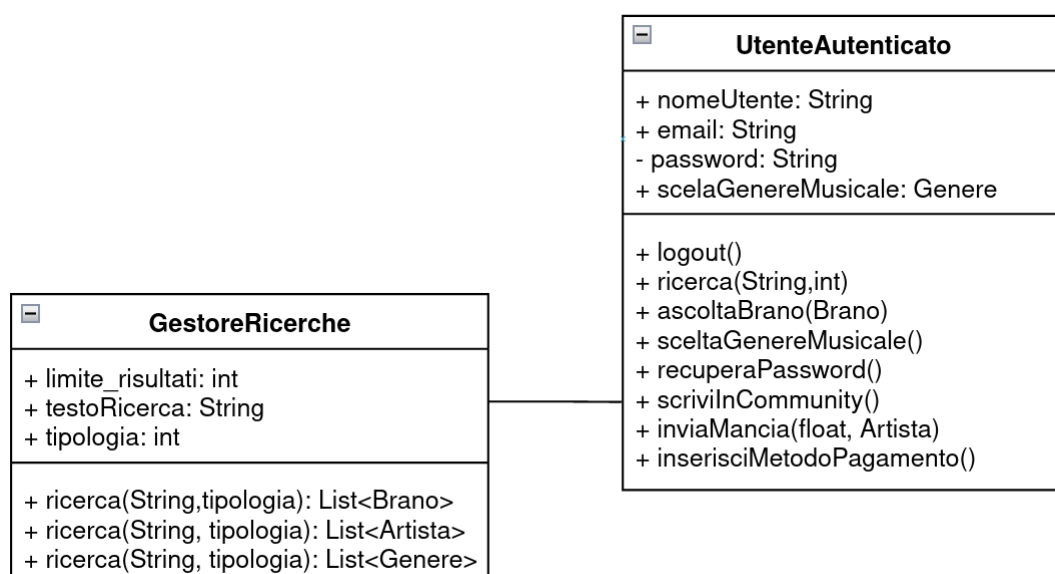 UtenteAutenticato
+ nomeUtente: String
+ email: String
- password: String
+ scelaGenereMusicale: Genere
+ logout()
+ ricerca(String,int)
+ ascoltaBrano(Brano)
+ sceltaGenereMusicale()
+ recuperaPassword()
+ scriviInCommunity()
+ inviaMancia(float, Artista)
+ inserisciMetodoPagamento()
GestoreRicerche
+ limite_risultati: int
+ testoRicerca: String
+ tipologia: int
+ ricerca(String,tipologia): List<Brano>
+ ricerca(String, tipologia): List<Artista>
+ ricerca(String, tipologia): List<Genere>